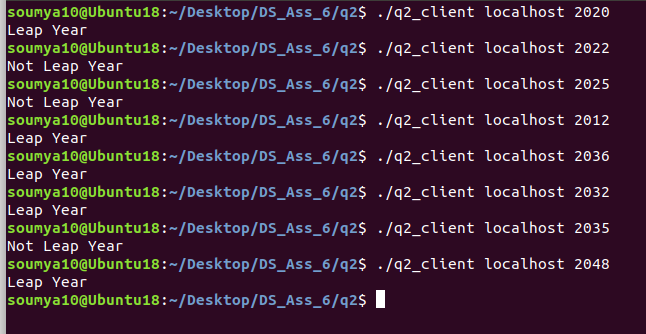 soumya10@Ubuntu18:~/Desktop/DS_Ass_6/q2$ ./q2_client localhost 2020
Leap Year
soumya10@Ubuntu18:~/Desktop/DS_Ass_6/q2$ ./q2_client localhost 2022
Not Leap Year
soumya10@Ubuntu18:~/Desktop/DS_Ass_6/q2$ ./q2_client localhost 2025
Not Leap Year
soumya10@Ubuntu18:~/Desktop/DS_Ass_6/q2$ ./q2_client localhost 2012
Leap Year
soumya10@Ubuntu18:~/Desktop/DS_Ass_6/q2$ ./q2_client localhost 2036
Leap Year
soumya10@Ubuntu18:~/Desktop/DS_Ass_6/q2$ ./q2_client localhost 2032
Leap Year
soumya10@Ubuntu18:~/Desktop/DS_Ass_6/q2$ ./q2_client localhost 2035
Not Leap Year
soumya10@Ubuntu18:~/Desktop/DS_Ass_6/q2$ ./q2_client localhost 2048
Leap Year
soumya10@Ubuntu18:~/Desktop/DS_Ass_6/q2$